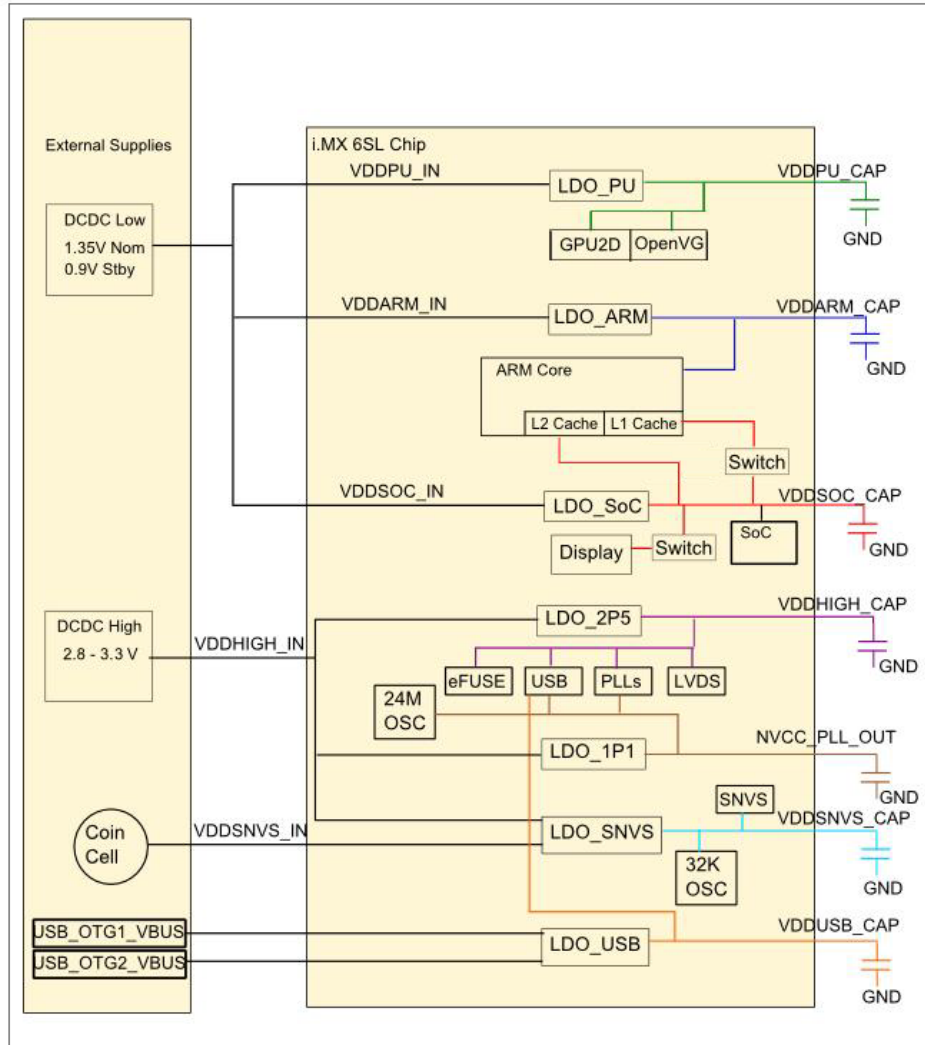 External Supplies
i.MX 6SL Chip
VDDPU_IN
LDO_PU
VDDPU_CAP
GND
DCDC Low
1.35V Nom
0.9V Stby
GPU2D
OpenVG
VDDARM_IN
LDO_ARM
VDDARM_CAP
GND
ARM Core
L2 Cache
L1 Cache
Switch
VDDSOC_IN
LDO_SoC
VDDSOC_CAP
GND
Display
Switch
SoC
DCDC High
2.8 - 3.3 V
VDDHIGH_IN
LDO_2P5
VDDHIGH_CAP
GND
eFUSE
USB
PLLs
LVDS
24M
OSC
LDO_1P1
NVCC_PLL_OUT
GND
SNVS
Coin
Cell
VDDSNVS_IN
LDO_SNVS
VDDSNVS_CAP
GND
32K
OSC
USB_OTG1_VBUS
USB_OTG2_VBUS
LDO_USB
VDDUSB_CAP
GND